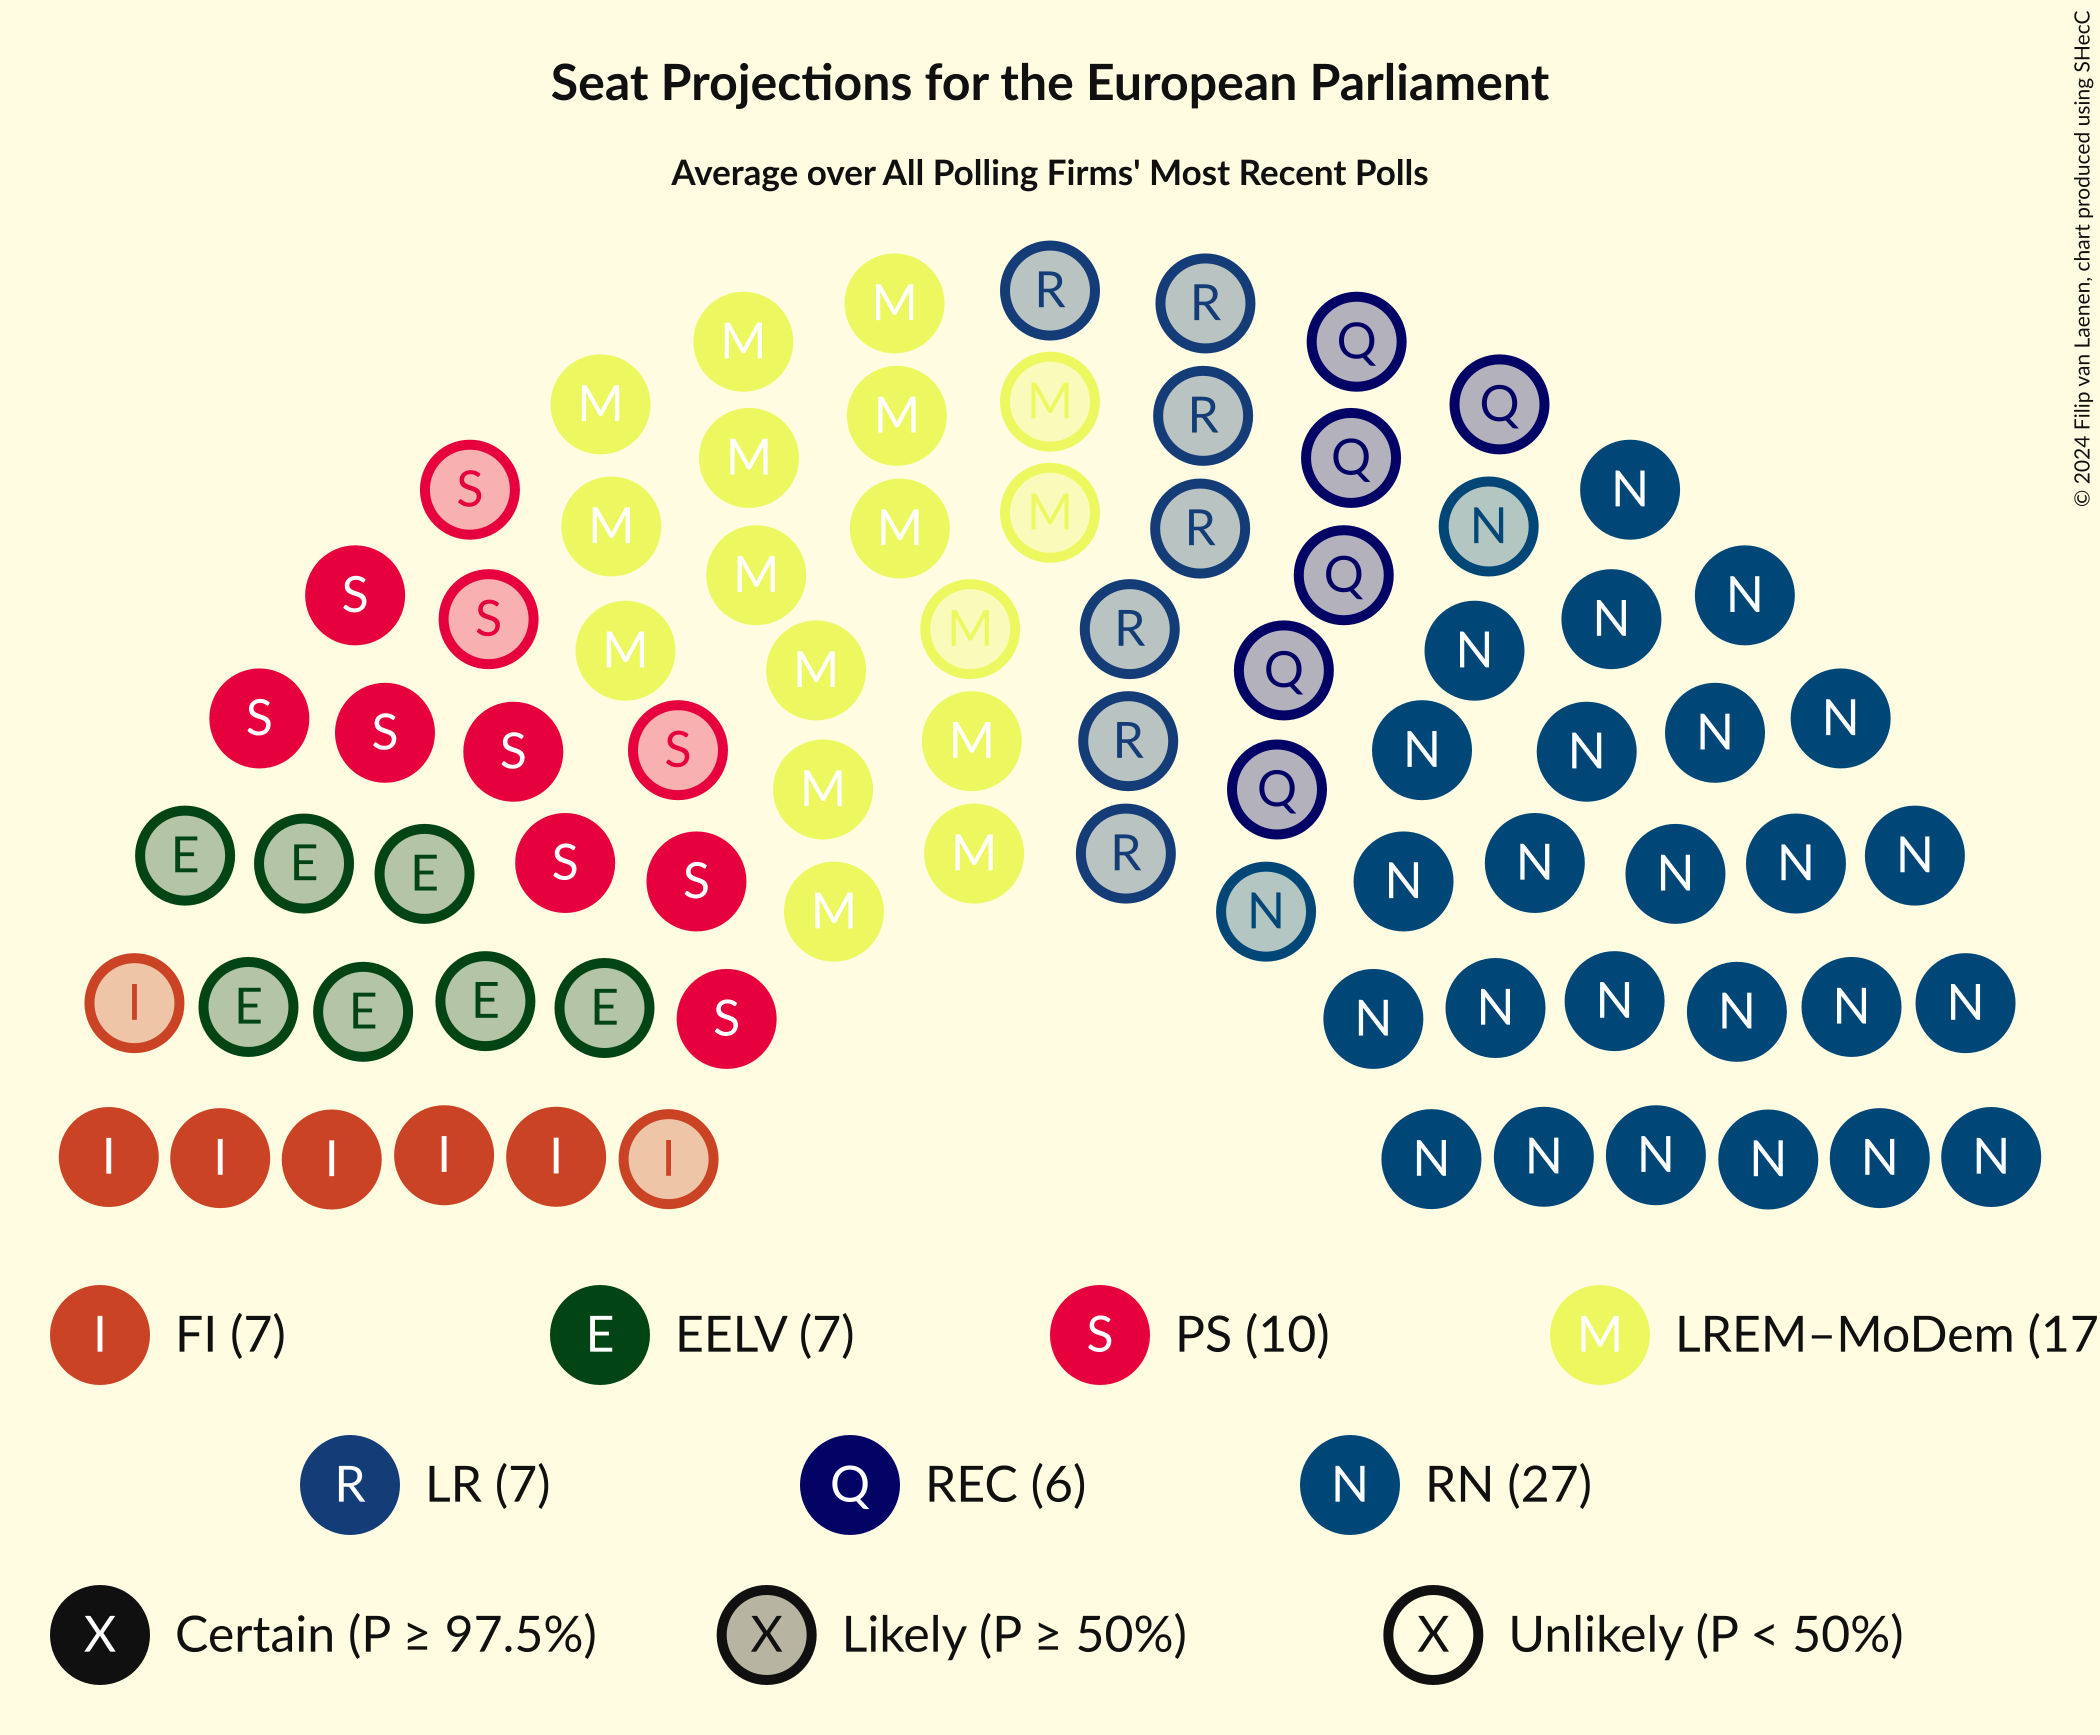 Seat Projections for the European Parliament
Average over All Polling Firms' Most Recent Polls
© 2024 Filip van Laenen, chart produced using SHecC
M M R R Q
M M M R Q Q
S M M M M R Q N N
S S M M M R Q N N N
S S S S M M M R Q N N N N
E E E S S M M R N N N N N N
I E E E E S N N N N N N
I I I I I I N N N N N N
I FI (7) E EELV (7) S PS (10) M LREM–MoDem (17
R LR (7) Q REC (6) N RN (27)
X Certain (P ≥ 97.5%) X Likely (P ≥ 50%) X Unlikely (P < 50%)